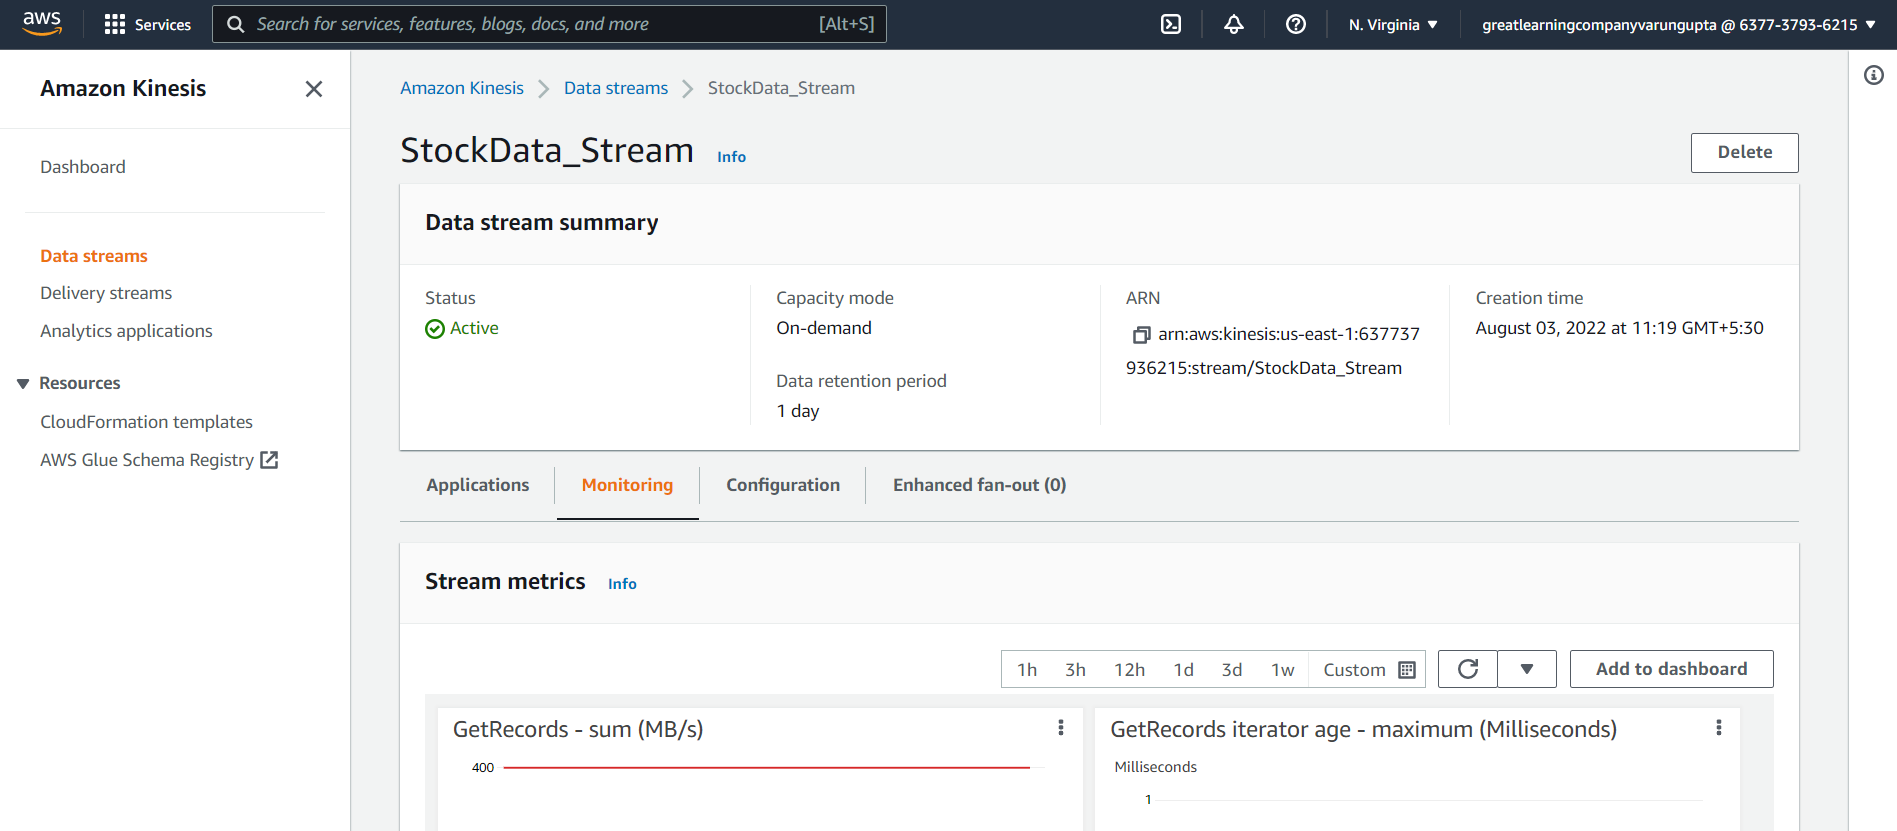 aws
Services
Search for services, features, blogs, docs, and more
[Alt+S]
N. Virginia
greatlearningcompanyvarungupta @ 6377-3793-6215
Amazon Kinesis
Dashboard
Data streams
Delivery streams
Analytics applications
Resources
CloudFormation templates
AWS Glue Schema Registry
Amazon Kinesis
Data streams
StockData_Stream
StockData_Stream
Info
Delete
Data stream summary
Status
Active
Capacity mode
On-demand
Data retention period
1 day
ARN
arn:aws:kinesis:us-east-1:637737
936215:stream/StockData_Stream
Creation time
August 03, 2022 at 11:19 GMT+5:30
Applications
Monitoring
Configuration
Enhanced fan-out (0)
Stream metrics
Info
1h
3h
12h
1d
3d
1w
Custom
Add to dashboard
GetRecords - sum (MB/s)
400
GetRecords iterator age - maximum (Milliseconds)
Milliseconds
1